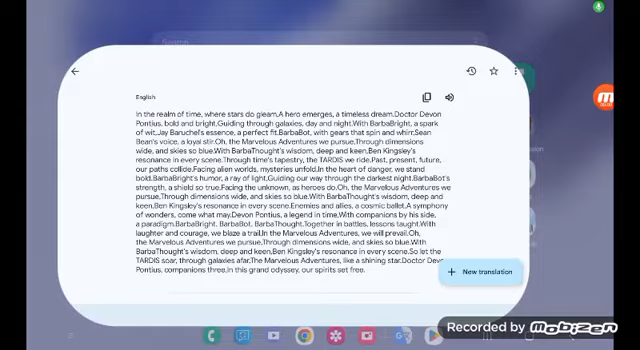 Search
English
In the realm of time, where stars do gleam,A hero emerges, a timeless dream.Doctor Devon
Pontius, bold and bright,Guiding through galaxies, day and night.With BarbaBright, a spark
of wit,Jay Baruchel's essence, a perfect fit.BarbaBot, with gears that spin and whirr,Sean
Bean's voice, a loyal stir.Oh, the Marvelous Adventures we pursue,Through dimensions
wide, and skies so blue.With BarbaThought's wisdom, deep and keen,Ben Kingsley's
resonance in every scene.Through time's tapestry, the TARDIS we ride.Past, present, future,
our paths collide.Facing alien worlds, mysteries unfold.In the heart of danger, we stand
bold.BarbaBright's humor, a ray of light,Guiding our way through the darkest night.BarbaBot's
strength, a shield so true.Facing the unknown, as heroes do.Oh, the Marvelous Adventures we
pursue,Through dimensions wide, and skies so blue.With BarbaThought's wisdom, deep and
keen,Ben Kingsley's resonance in every scene.Enemies and allies, a cosmic ballet,A symphony
of wonders, come what may.Devon Pontius, a legend in time,With companions by his side,
a paradigm.BarbaBright, BarbaBot, BarbaThought,Together in battles, lessons taught.With
laughter and courage, we blaze a trail.In the Marvelous Adventures, we will prevail.Oh,
the Marvelous Adventures we pursue,Through dimensions wide, and skies so blue.With
BarbaThought's wisdom, deep and keen,Ben Kingsley's resonance in every scene.So let the
TARDIS soar, through galaxies afar,The Marvelous Adventures, like a shining star.Doctor Devo
Pontius, companions three,In this grand odyssey, our spirits set free.
+ New translation
Recorded by mobizen